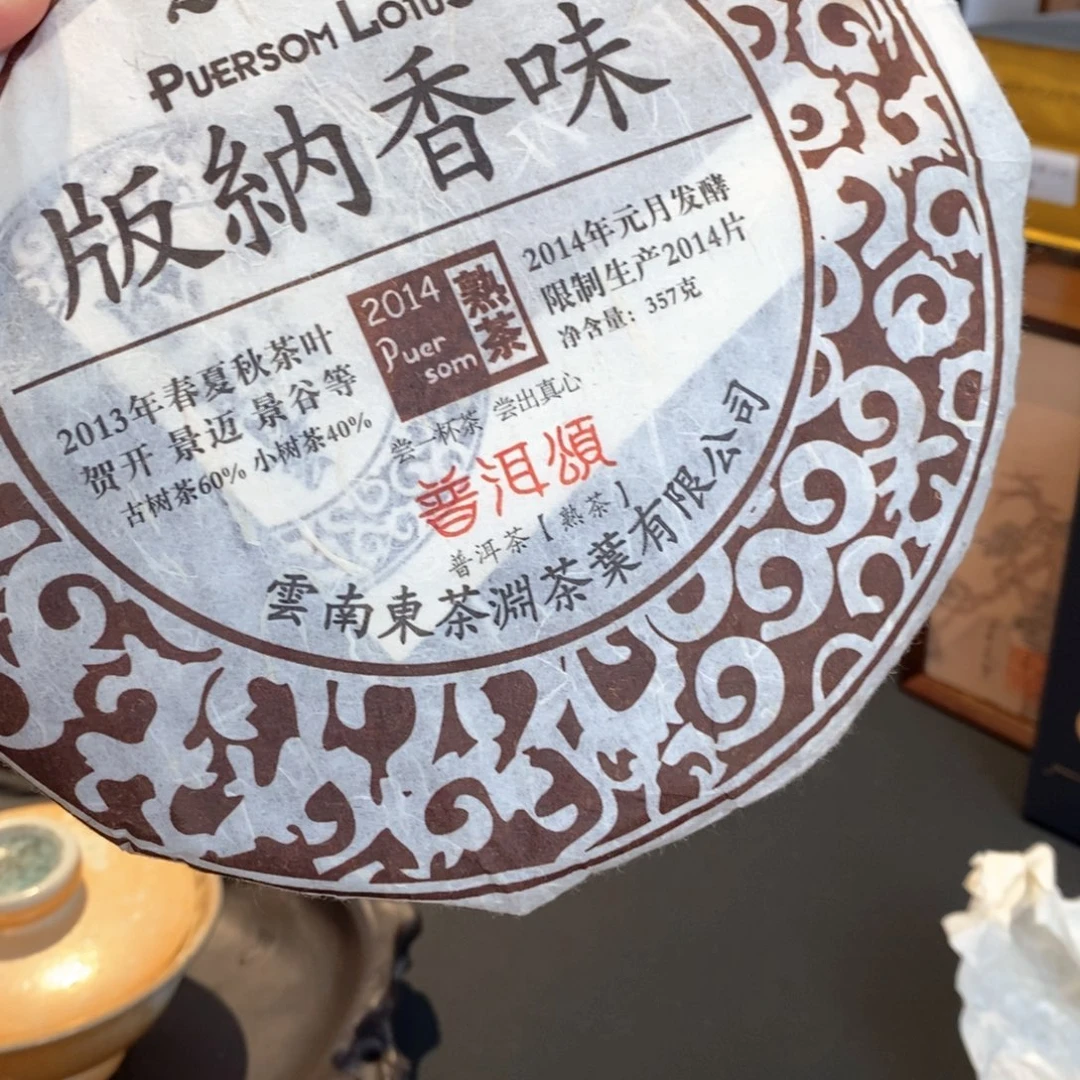 PUERSOM LOTUS
版納香味
2013年春夏秋茶叶
贺开 景迈 景谷等
古树茶60% 小树茶40%
2014
Puer
som
熟茶
2014年元月发酵
限制生产2014片
净含量：357克
尝一杯茶 尝出真心
普洱頌
普洱茶【熟茶】
雲南東茶淵茶葉有限公司